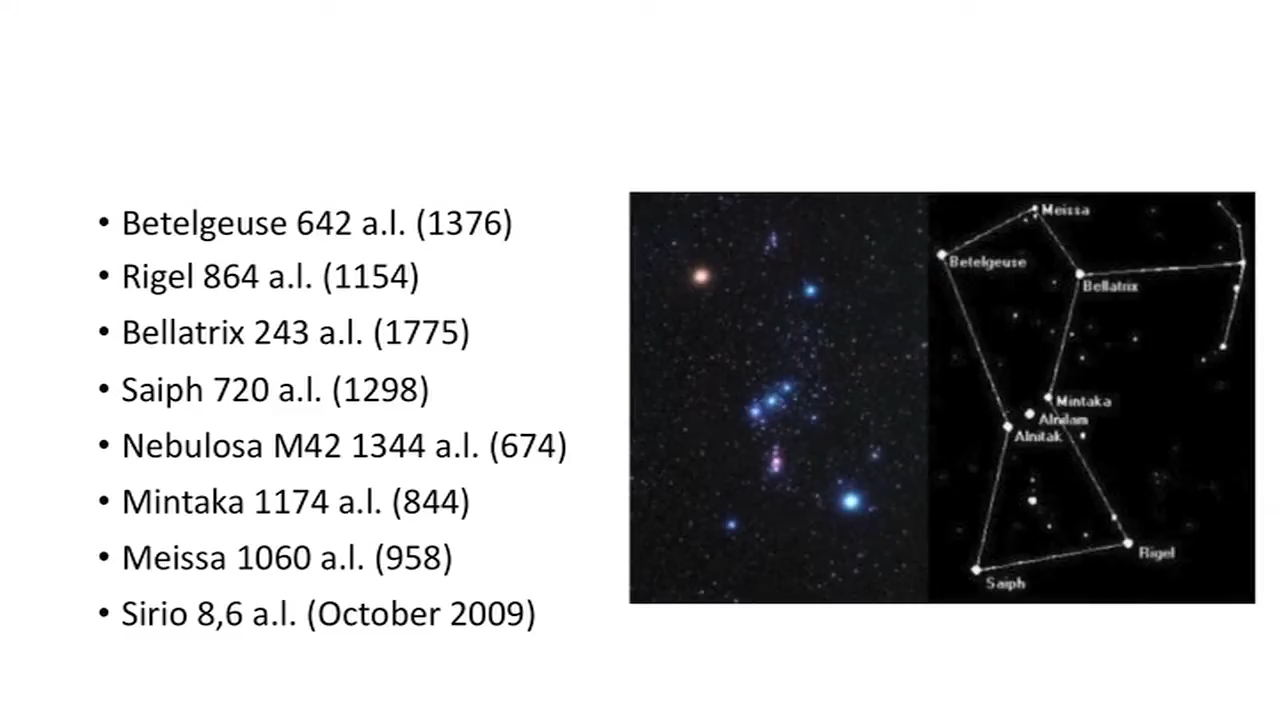 • Betelgeuse 642 a.l. (1376)
• Rigel 864 a.l. (1154)
• Bellatrix 243 a.l. (1775)
• Saiph 720 a.l. (1298)
• Nebulosa M42 1344 a.l. (674)
• Mintaka 1174 a.l. (844)
• Meissa 1060 a.l. (958)
• Sirio 8,6 a.l. (October 2009)
Meissa
Betelgeuse
Bellatrix
Mintaka
Alnilam
Alnitak
Rigel
Saiph